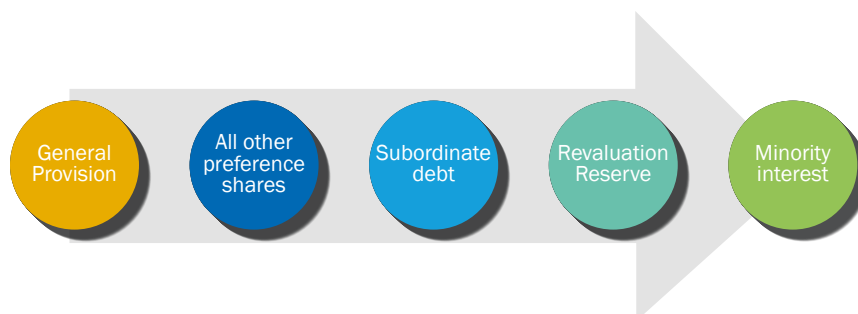 General
Provision
All other
preference
shares
Subordinate
debt
Revaluation
Reserve
Minority
interest